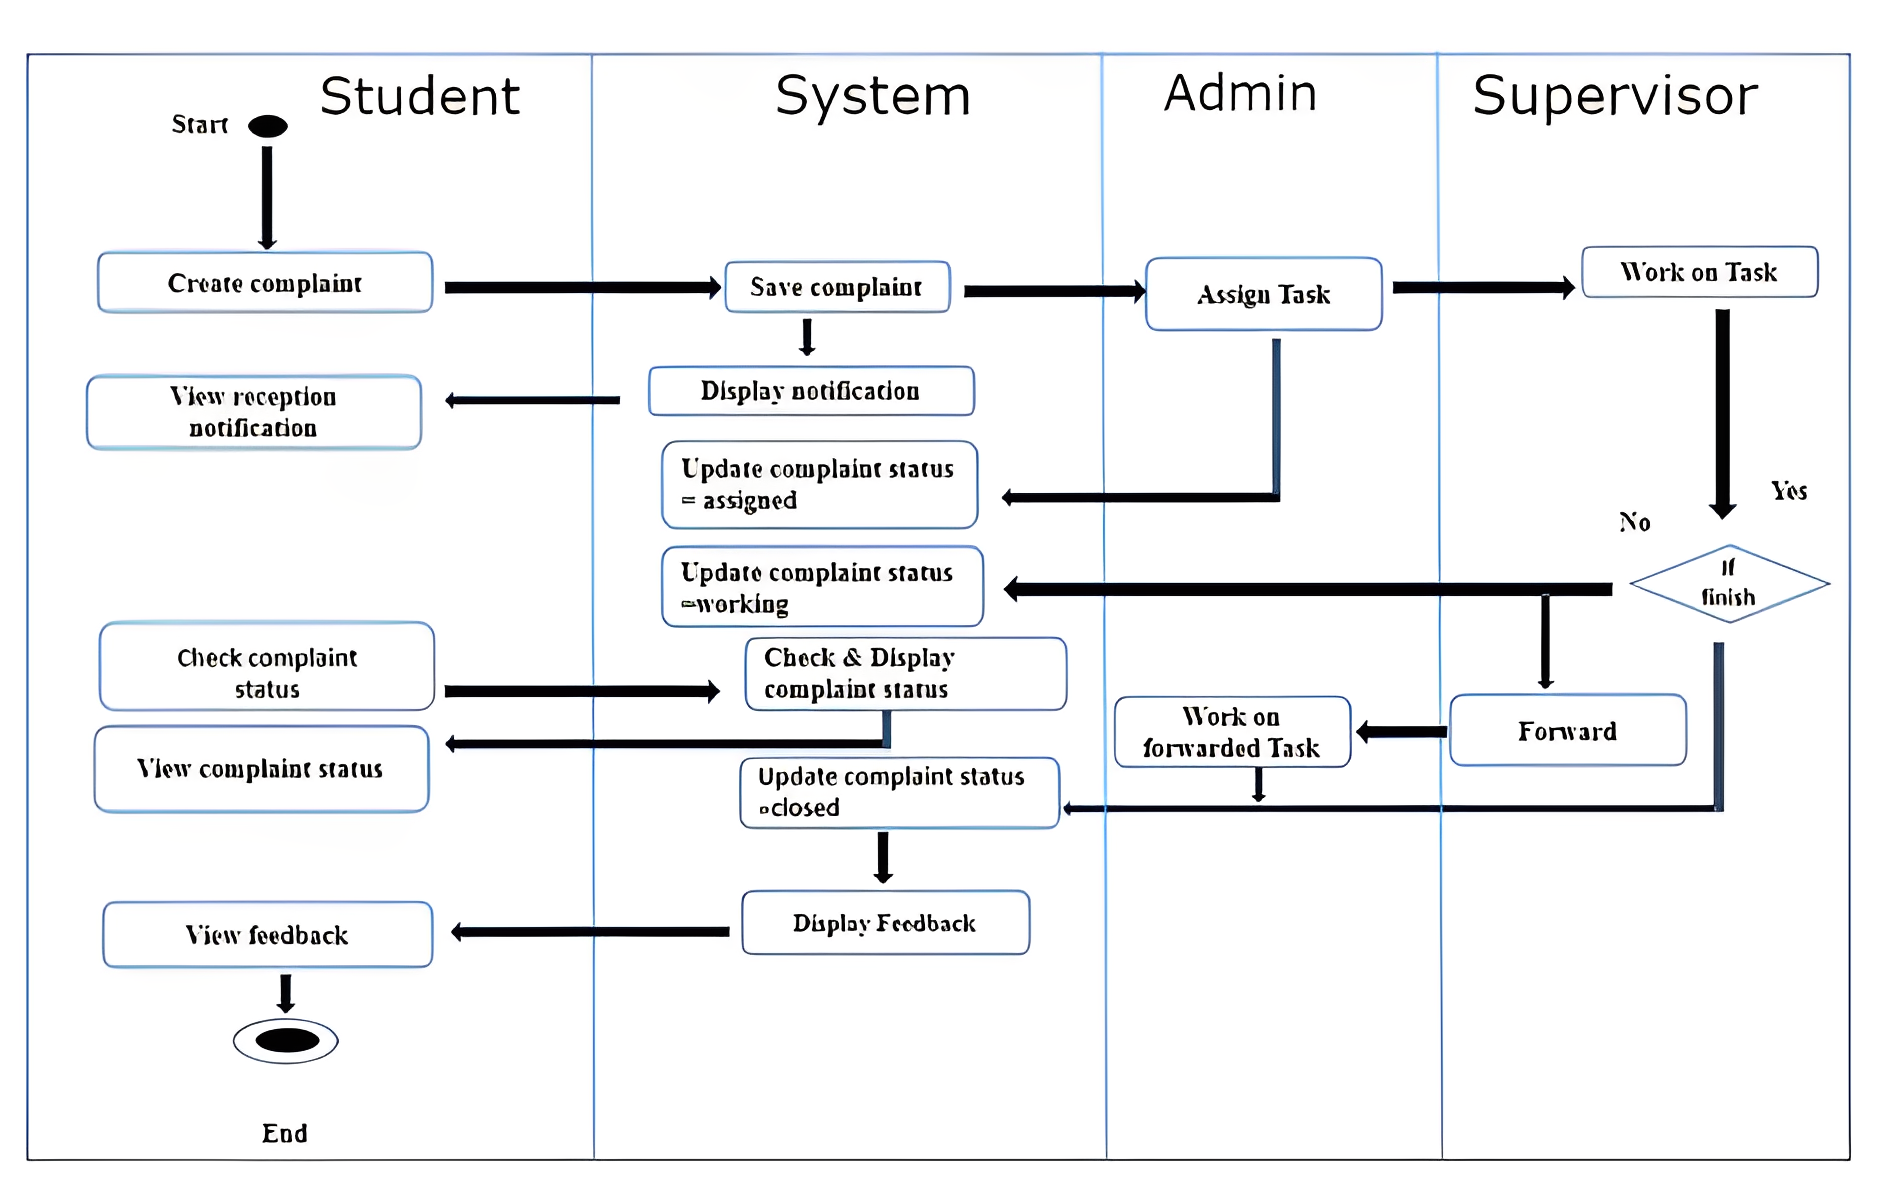 Student
System
Admin
Supervisor
Start
Create complaint
Save complaint
Assign Task
Work on Task
View reception
notification
Display notification
Update complaint status
= assigned
Yes
No
If
finish
Update complaint status
=working
Check complaint
status
Check & Display
complaint status
Work on
forwarded Task
Forward
View complaint status
Update complaint status
=closed
View feedback
Display Feedback
End